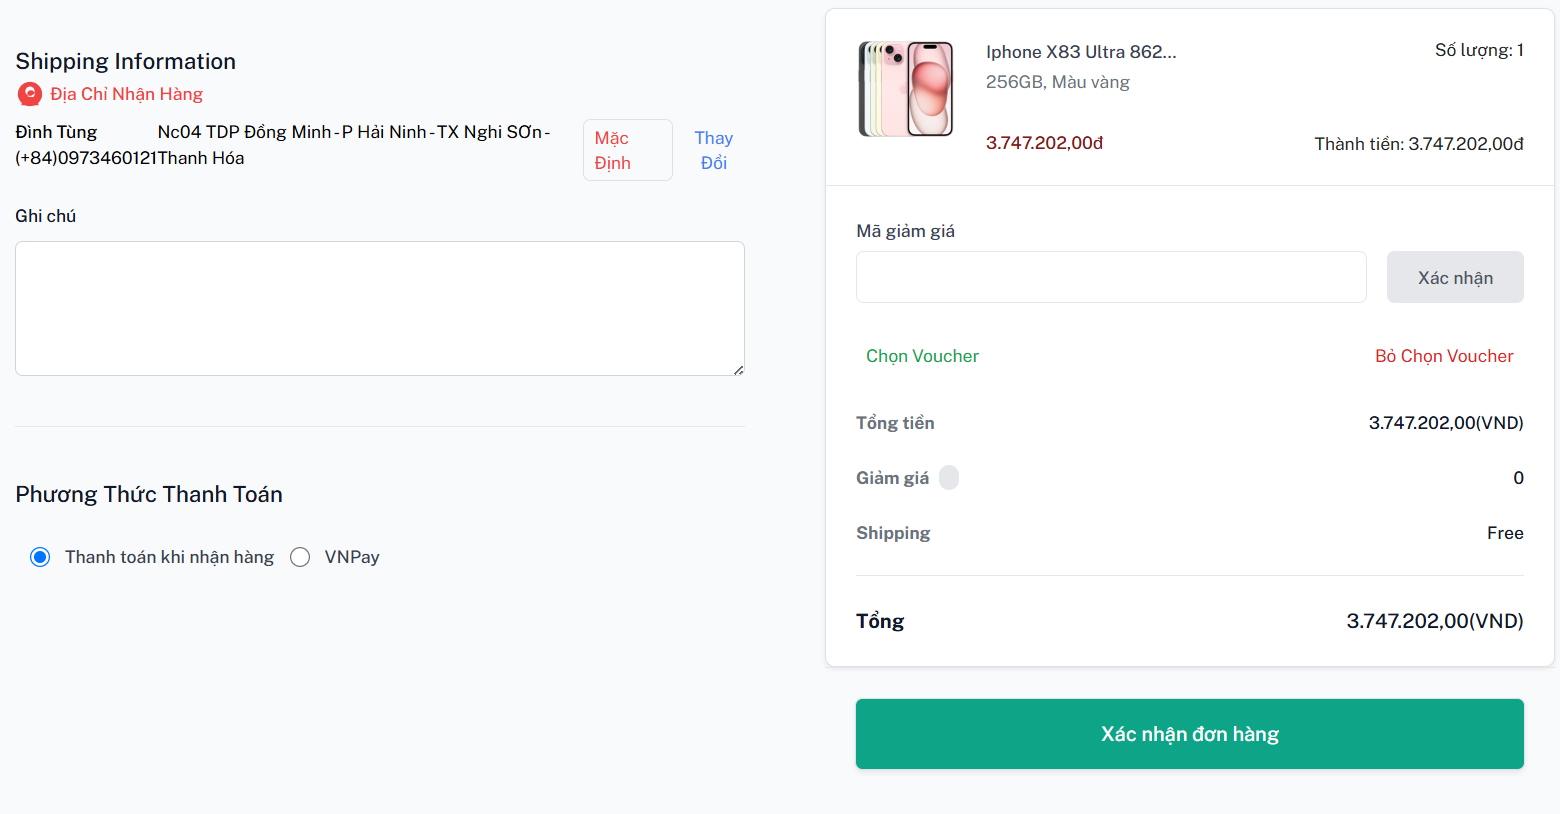 Shipping Information
Địa Chỉ Nhận Hàng
Đình Tùng
(+84)0973460121
Nc04 TDP Đồng Minh - P Hải Ninh - TX Nghi SƠn -
Thanh Hóa
Mặc
Định
Thay
Đổi
Ghi chú
Phương Thức Thanh Toán
Thanh toán khi nhận hàng
VNPay
Iphone X83 Ultra 862...
Số lượng: 1
256GB, Màu vàng
3.747.202,00đ
Thành tiền: 3.747.202,00đ
Mã giảm giá
Xác nhận
Chọn Voucher
Bỏ Chọn Voucher
Tổng tiền
3.747.202,00(VND)
Giảm giá
0
Shipping
Free
Tổng
3.747.202,00(VND)
Xác nhận đơn hàng